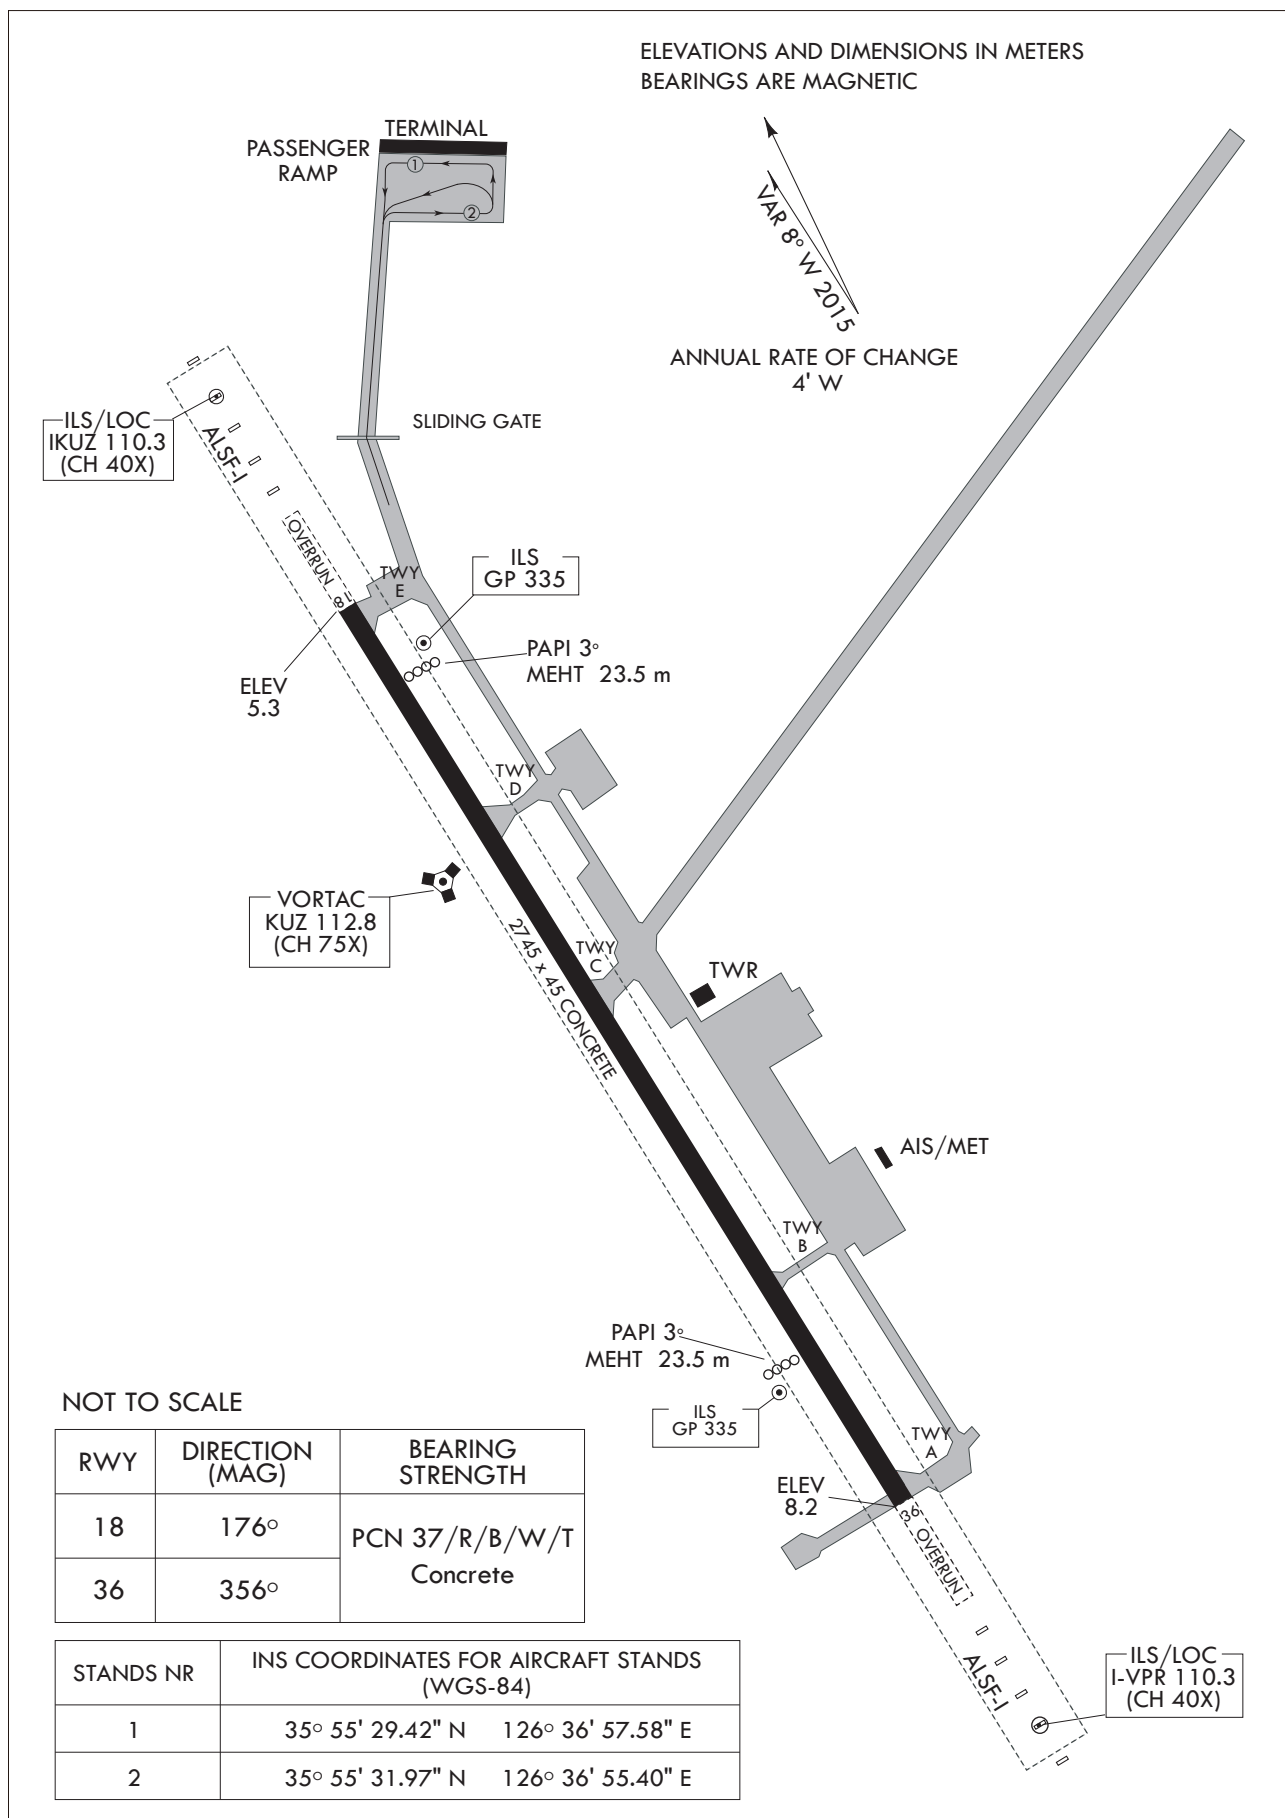 ELEVATIONS AND DIMENSIONS IN METERS
BEARINGS ARE MAGNETIC
TERMINAL
PASSENGER
RAMP
1
2
VAR 8° W 2015
ANNUAL RATE OF CHANGE
4' W
SLIDING GATE
ILS/LOC
IKUZ 110.3
(CH 40X)
ALSF-I
OVERRUN
18
TWY
E
ILS
GP 335
PAPI 3°
MEHT 23.5 m
ELEV
5.3
TWY
D
VORTAC
KUZ 112.8
(CH 75X)
2745 x 45 CONCRETE
TWY
C
TWR
AIS/MET
TWY
B
PAPI 3°
MEHT 23.5 m
ILS
GP 335
TWY
A
ELEV
8.2
36
OVERRUN
ALSF-I
ILS/LOC
I-VPR 110.3
(CH 40X)
NOT TO SCALE
RWY DIRECTION (MAG) BEARING STRENGTH
18 176°
PCN 37/R/B/W/T
Concrete
36 356°
STANDS NR INS COORDINATES FOR AIRCRAFT STANDS
(WGS-84)
1 35° 55' 29.42" N 126° 36' 57.58" E
2 35° 55' 31.97" N 126° 36' 55.40" E